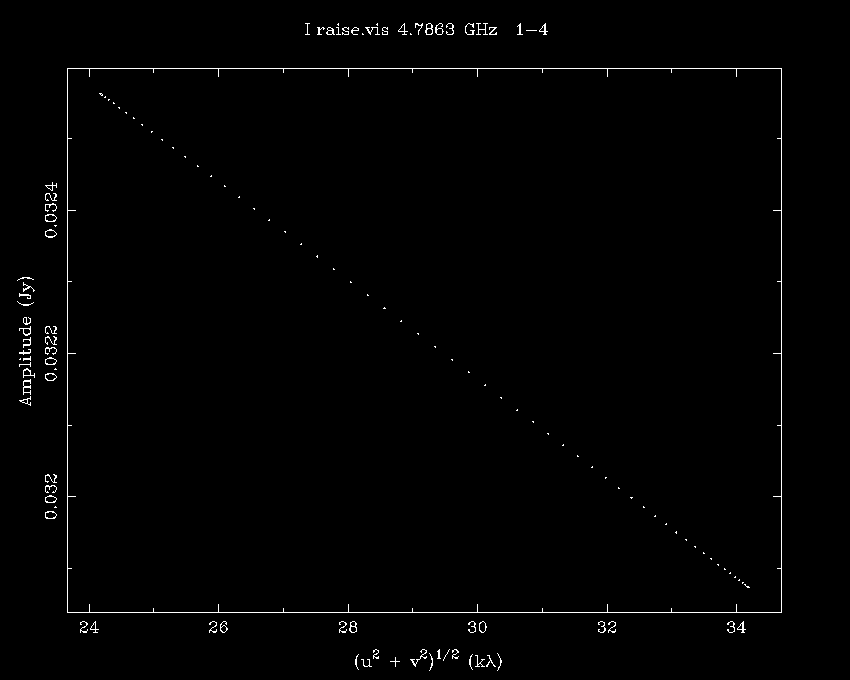 I raise.vis 4.7863 GHz 1−4
Amplitude (Jy)
0.0324
0.0322
0.032
24 26 28 30 32 34
(u² + v²)^1/2 (kλ)